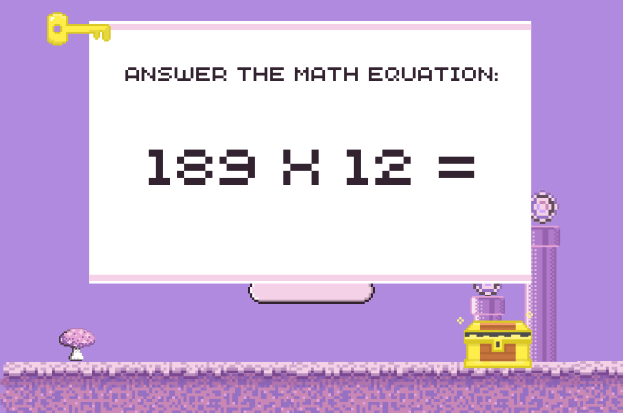 ANSWER THE MATH EQUATION:
189 X 12 =